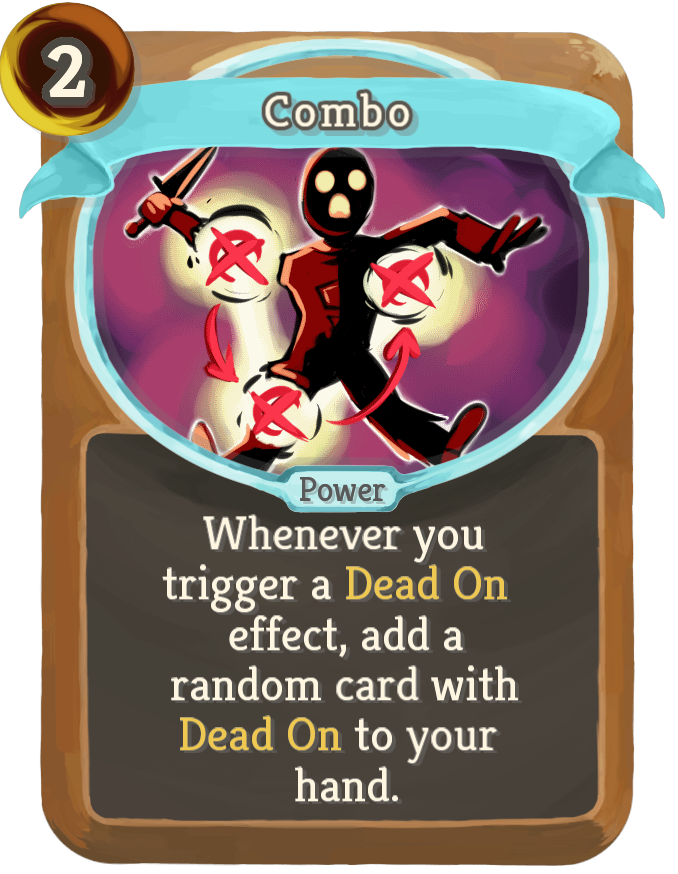 2
Combo
Power
Whenever you
trigger a Dead On
effect, add a
random card with
Dead On to your
hand.